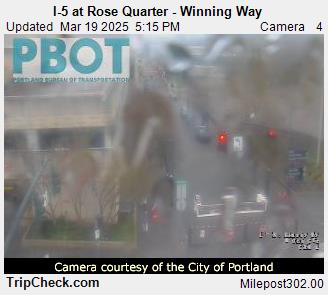 I-5 at Rose Quarter - Winning Way
Updated Mar 19 2025 5:15 PM Camera 4
PBOT
PORTLAND BUREAU OF TRANSPORTATION
Camera courtesy of the City of Portland
TripCheck.com Milepost302.00